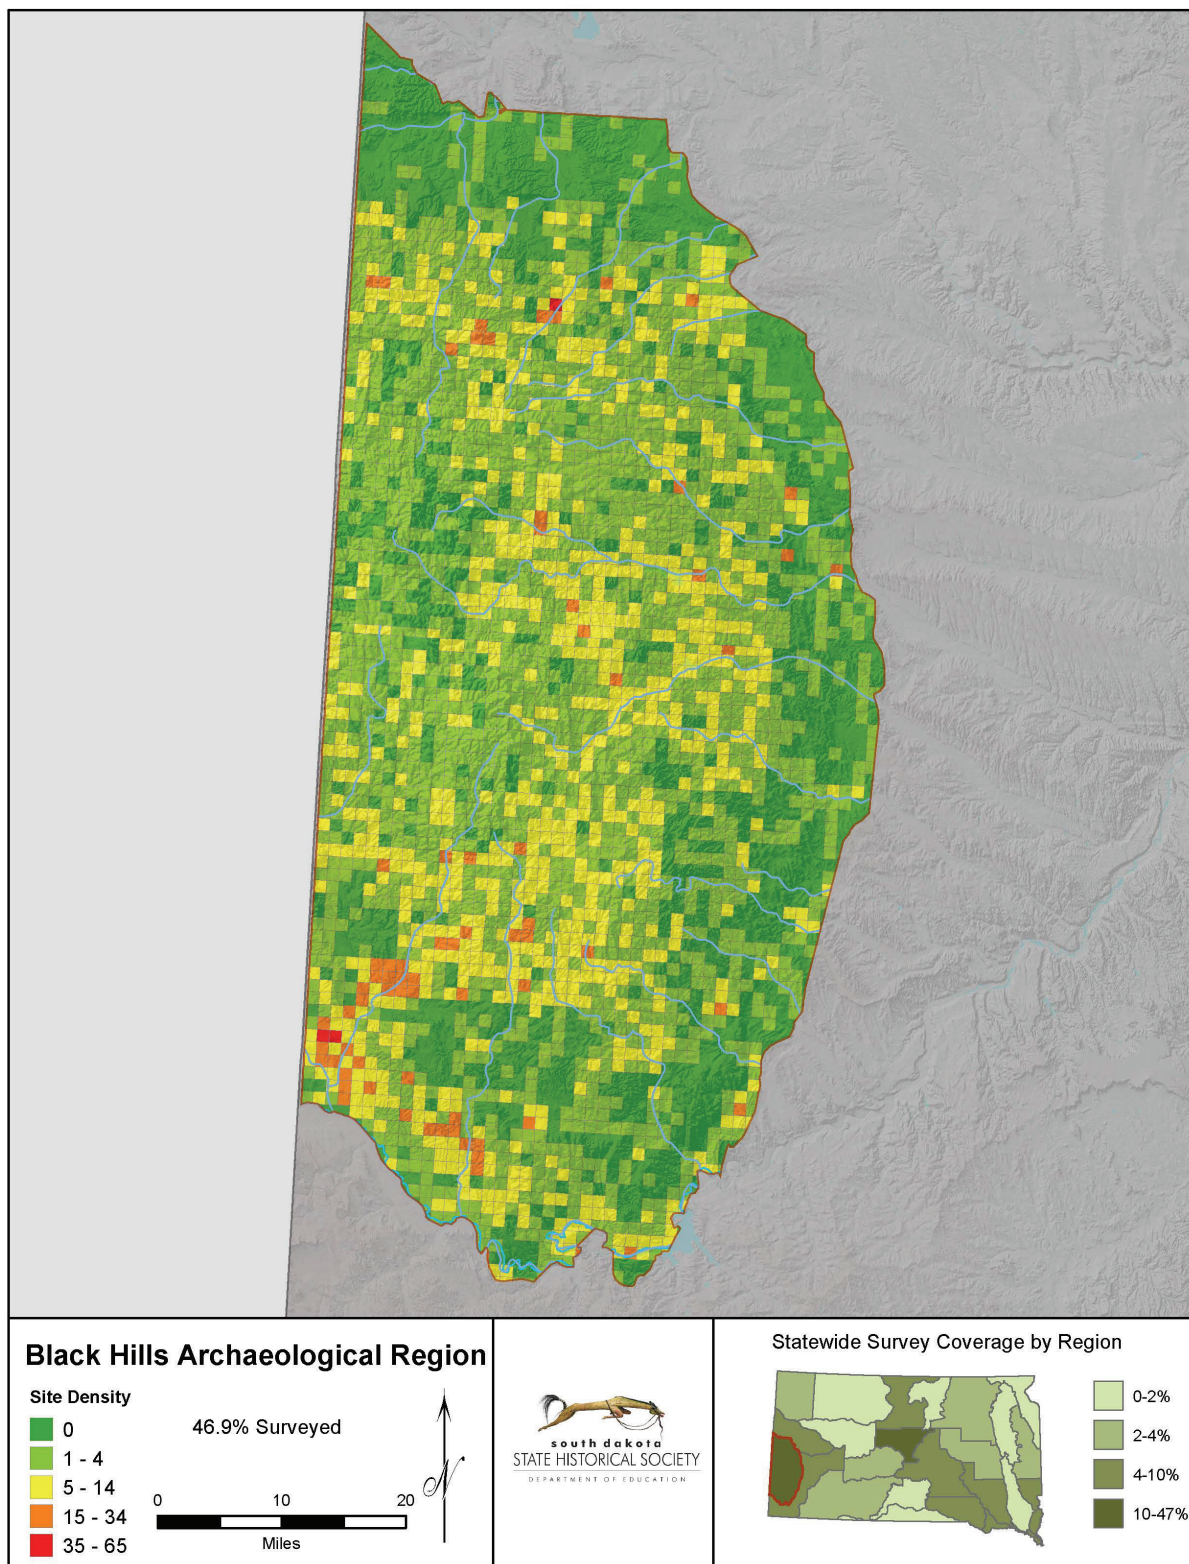 Black Hills Archaeological Region
Site Density
0
1 - 4
5 - 14
15 - 34
35 - 65
46.9% Surveyed
0 10 20
Miles
N
south dakota
STATE HISTORICAL SOCIETY
DEPARTMENT OF EDUCATION
Statewide Survey Coverage by Region
0-2%
2-4%
4-10%
10-47%